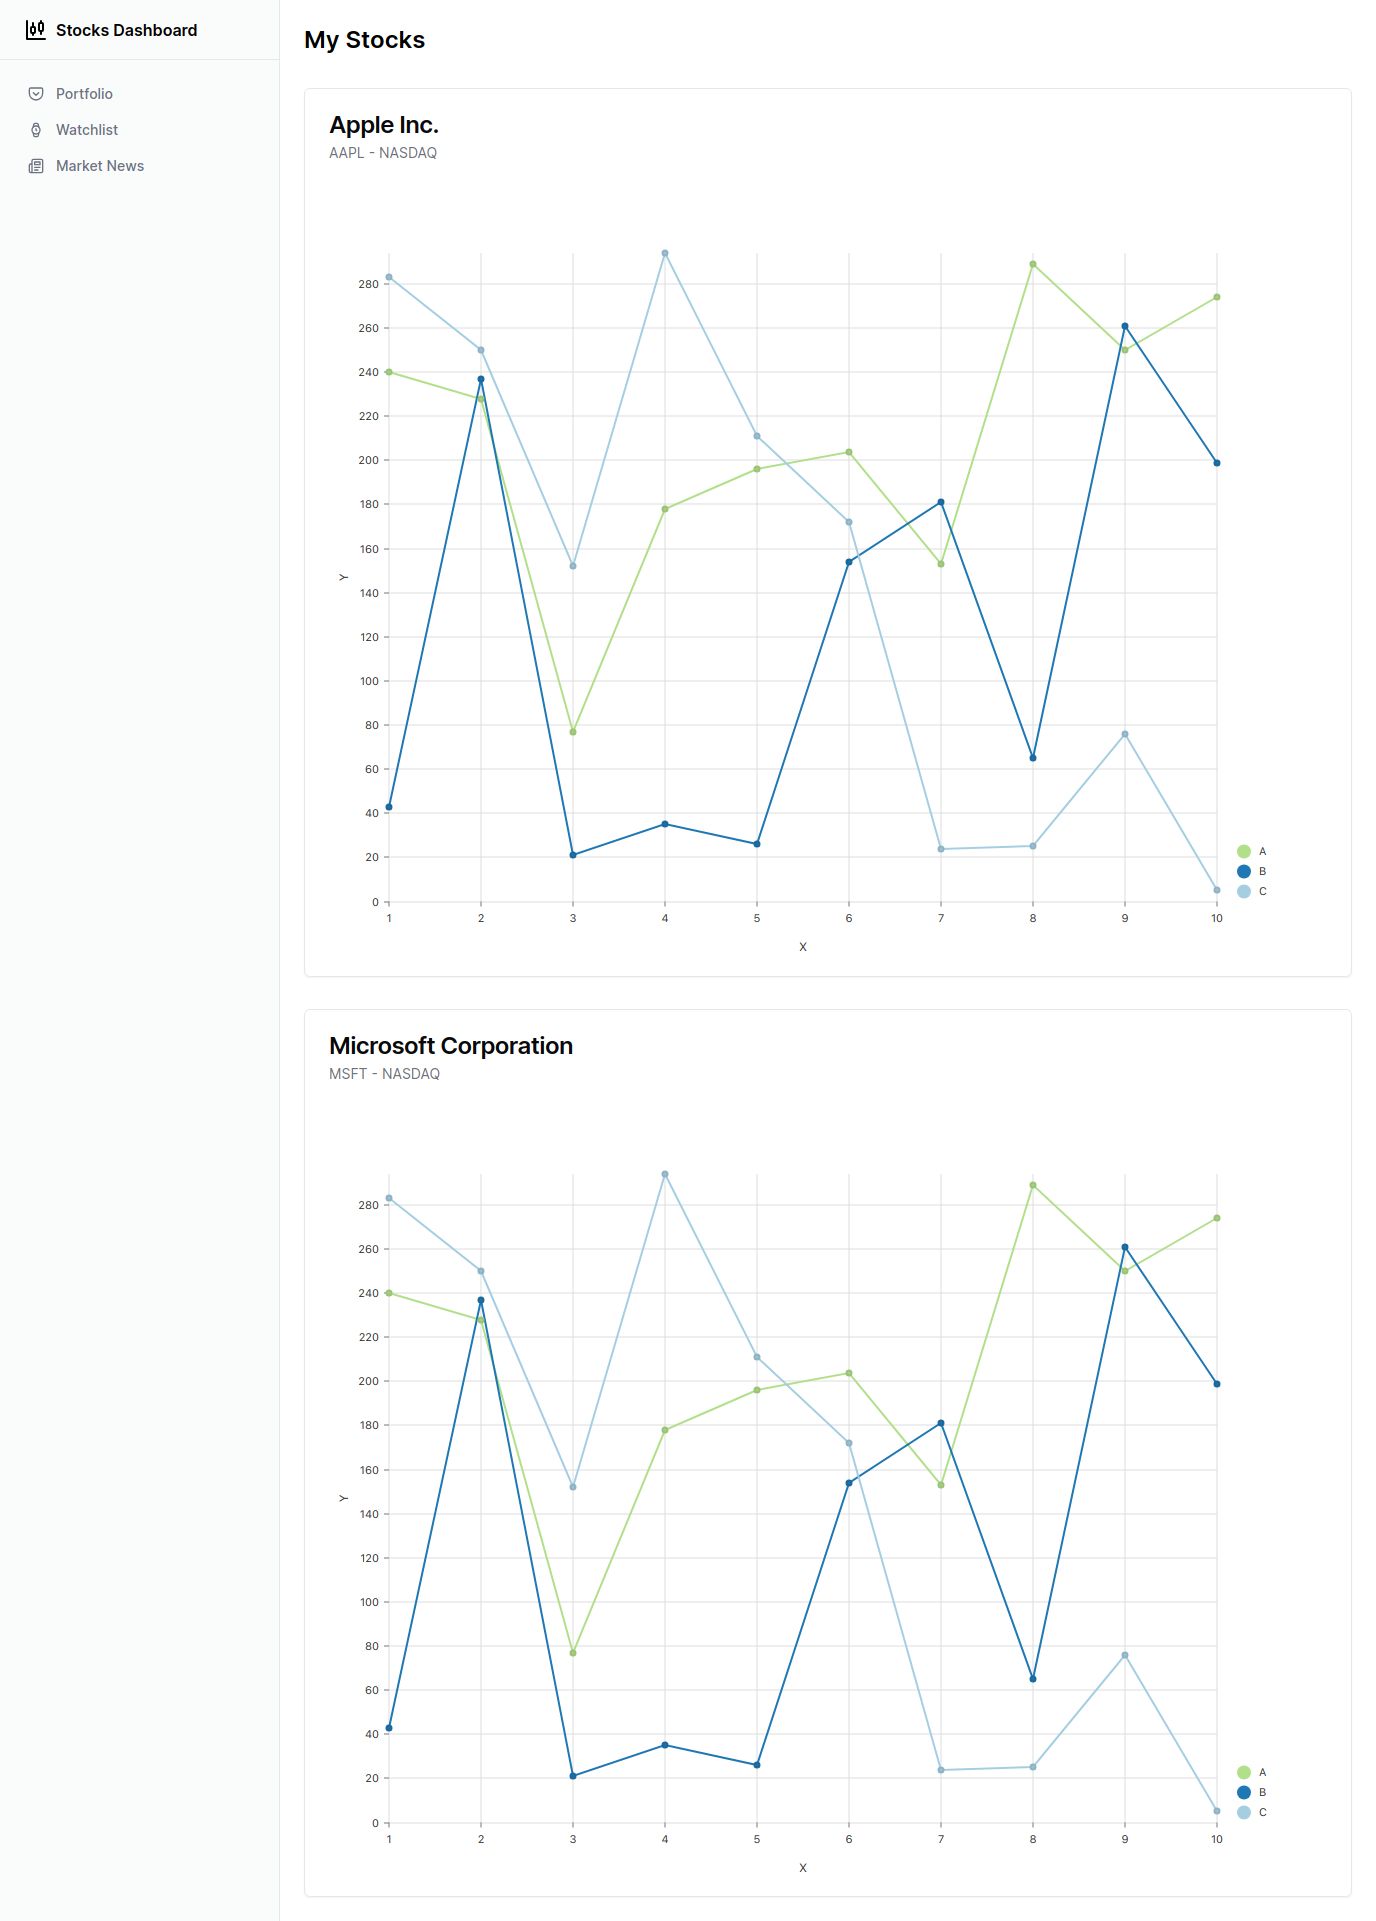 Stocks Dashboard
Portfolio
Watchlist
Market News
My Stocks
Apple Inc.
AAPL - NASDAQ
280
260
240
220
200
180
160
140
120
100
80
60
40
20
0
Y
1 2 3 4 5 6 7 8 9 10
X
A
B
C
Microsoft Corporation
MSFT - NASDAQ
280
260
240
220
200
180
160
140
120
100
80
60
40
20
0
Y
1 2 3 4 5 6 7 8 9 10
X
A
B
C